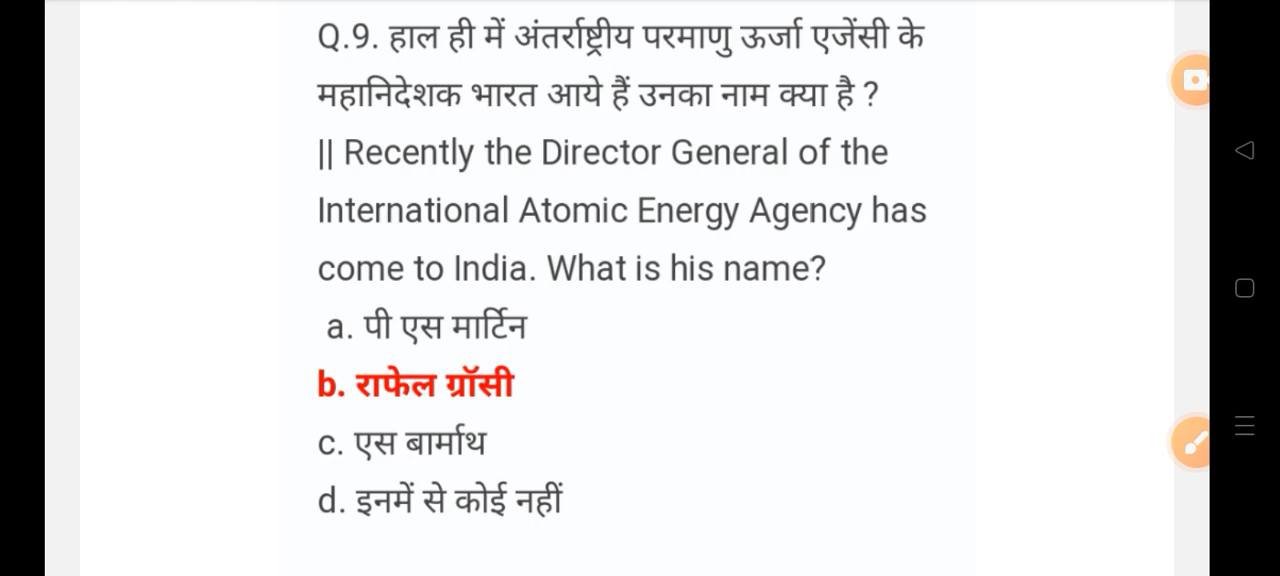 Q.9. हाल ही में अंतर्राष्ट्रीय परमाणु ऊर्जा एजेंसी के
महानिदेशक भारत आये हैं उनका नाम क्या है ?
|| Recently the Director General of the
International Atomic Energy Agency has
come to India. What is his name?
a. पी एस मार्टिन
b. राफेल ग्रॉसी
c. एस बार्माथ
d. इनमें से कोई नहीं